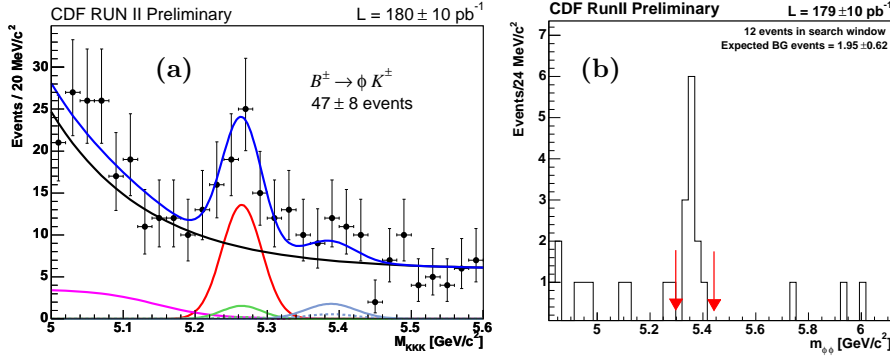 CDF RUN II Preliminary L = 180 ± 10 pb⁻¹
Events / 20 MeV/c²
30
25
20
15
10
5
0
(a)
B± → φ K±
47 ± 8 events
5 5.1 5.2 5.3 5.4 5.5 5.6
M_KKK [GeV/c²]
CDF RunII Preliminary L = 179 ± 10 pb⁻¹
12 events in search window
Expected BG events = 1.95 ± 0.62
(b)
Events/24 MeV/c²
7
6
5
4
3
2
1
0
5 5.2 5.4 5.6 5.8 6
m_φφ [GeV/c²]